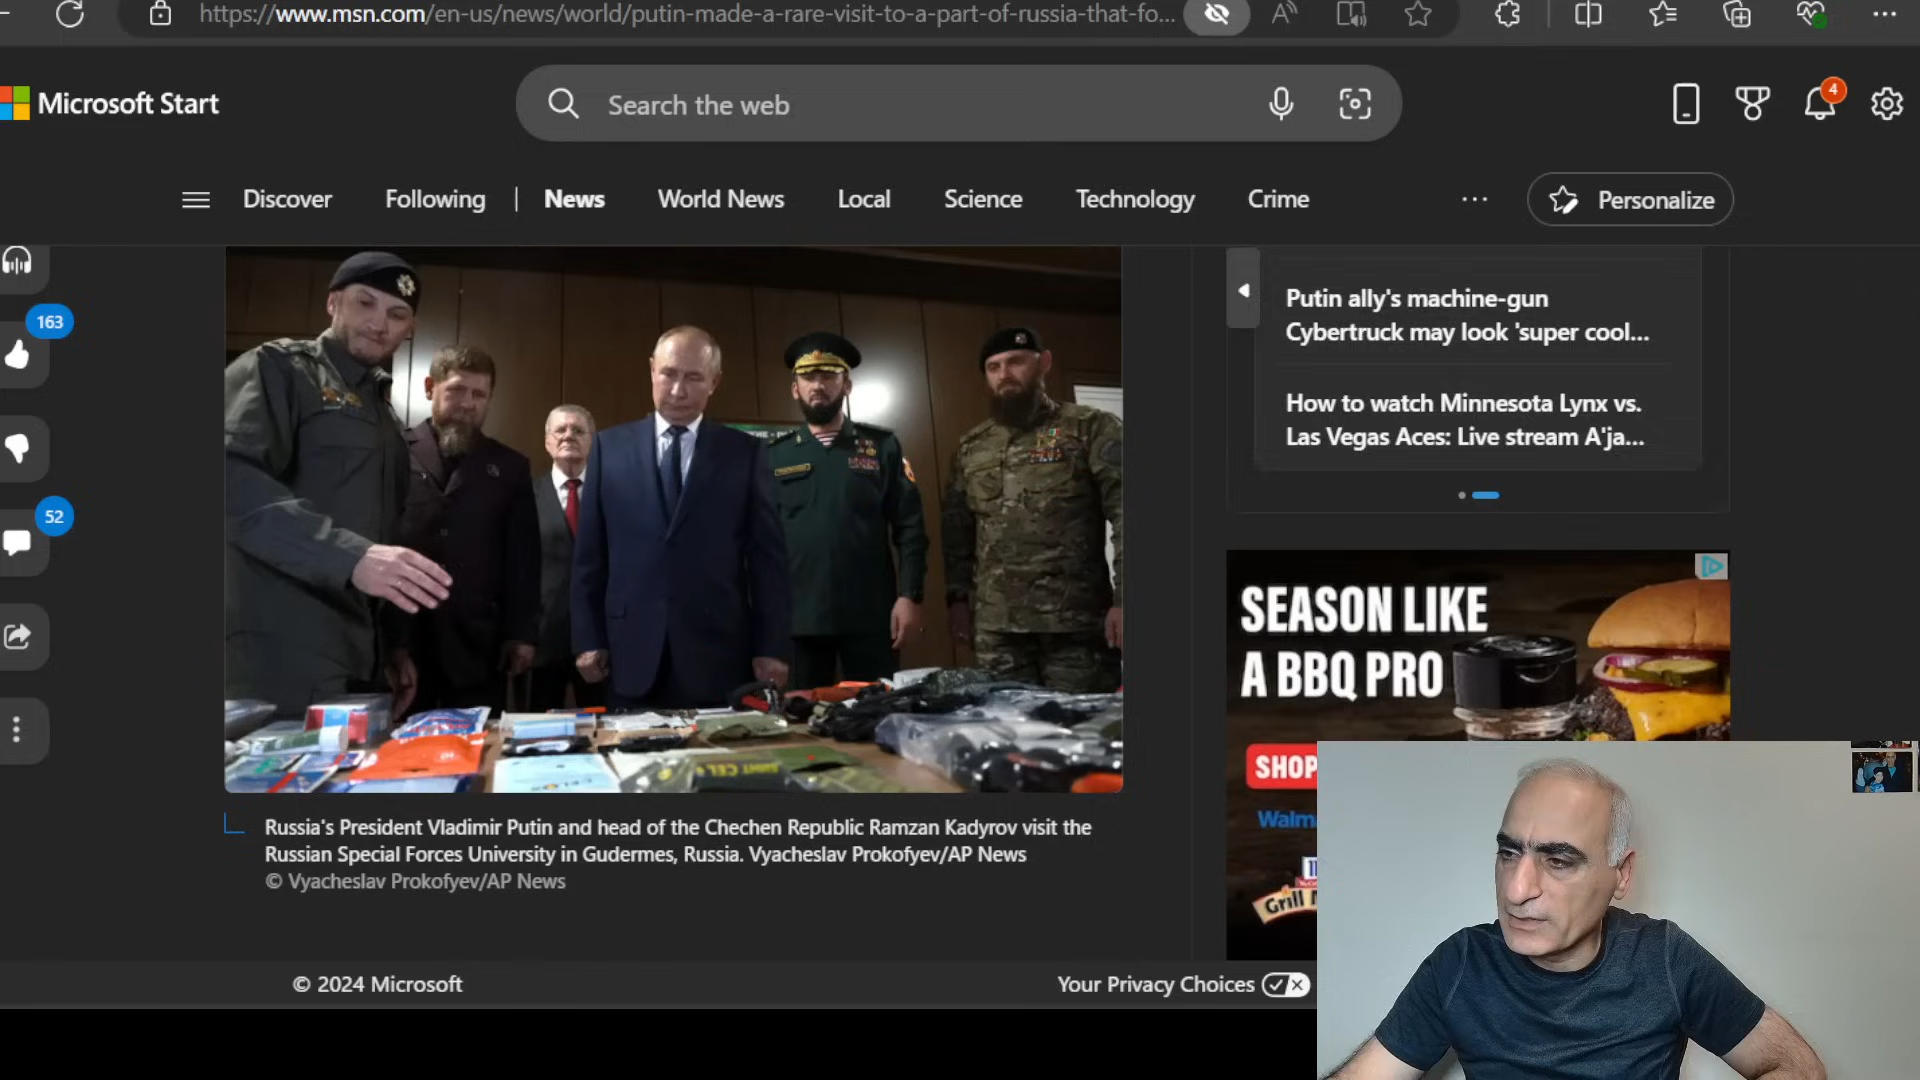 https://www.msn.com/en-us/news/world/putin-made-a-rare-visit-to-a-part-of-russia-that-fo...
Microsoft Start
Search the web
4
Discover
Following
News
World News
Local
Science
Technology
Crime
Personalize
163
52
Putin ally's machine-gun
Cybertruck may look 'super cool...
How to watch Minnesota Lynx vs.
Las Vegas Aces: Live stream A'ja...
SEASON LIKE
A BBQ PRO
SHOP
Grill
Russia's President Vladimir Putin and head of the Chechen Republic Ramzan Kadyrov visit the
Russian Special Forces University in Gudermes, Russia. Vyacheslav Prokofyev/AP News
© Vyacheslav Prokofyev/AP News
© 2024 Microsoft
Your Privacy Choices